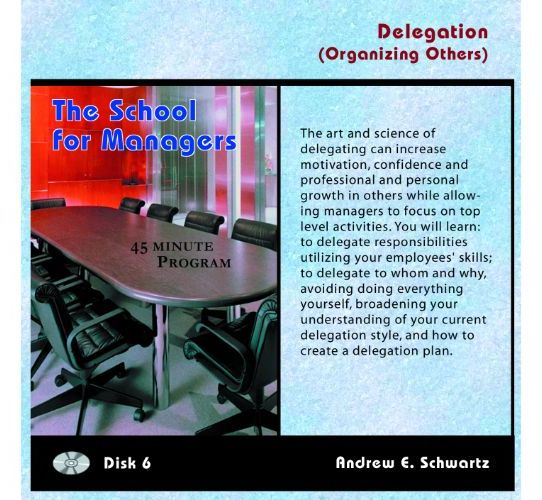 Delegation
(Organizing Others)
The School
for Managers
45 MINUTE
PROGRAM
The art and science of
delegating can increase
motivation, confidence and
professional and personal
growth in others while allow-
ing managers to focus on top
level activities. You will learn:
to delegate responsibilities
utilizing your employees' skills;
to delegate to whom and why,
avoiding doing everything
yourself, broadening your
understanding of your current
delegation style, and how to
create a delegation plan.
Disk 6
Andrew E. Schwartz